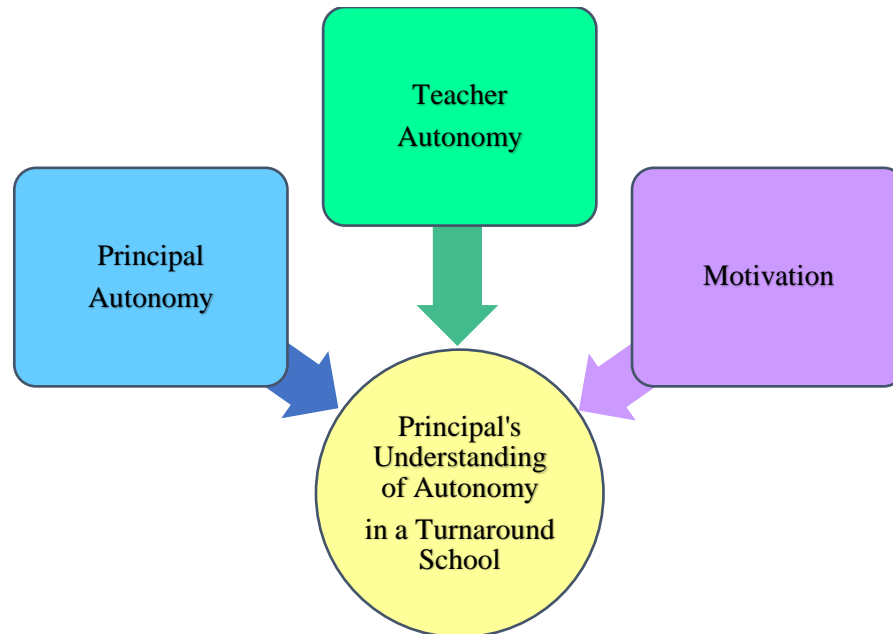 Teacher
Autonomy
Principal
Autonomy
Motivation
Principal's
Understanding
of Autonomy
in a Turnaround
School